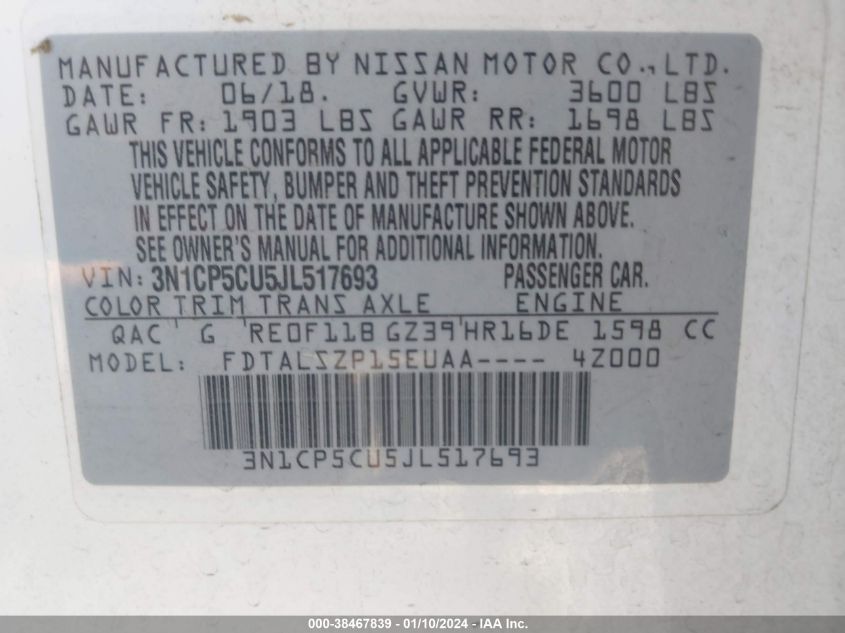 MANUFACTURED BY NISSAN MOTOR CO., LTD.
DATE: 06/18. GVWR: 3600 LBS
GAWR FR: 1903 LBS GAWR RR: 1698 LBS
THIS VEHICLE CONFORMS TO ALL APPLICABLE FEDERAL MOTOR
VEHICLE SAFETY, BUMPER AND THEFT PREVENTION STANDARDS
IN EFFECT ON THE DATE OF MANUFACTURE SHOWN ABOVE.
SEE OWNER'S MANUAL FOR ADDITIONAL INFORMATION.
VIN: 3N1CP5CU5JL517693 PASSENGER CAR.
COLOR TRIM TRANS AXLE ENGINE
QAC G RE0F11B GZ39 HR16DE 1598 CC
MODEL: FDTALSZP15EUAA---- 4Z000
3N1CP5CU5JL517693
000-38467839 - 01/10/2024 - IAA Inc.